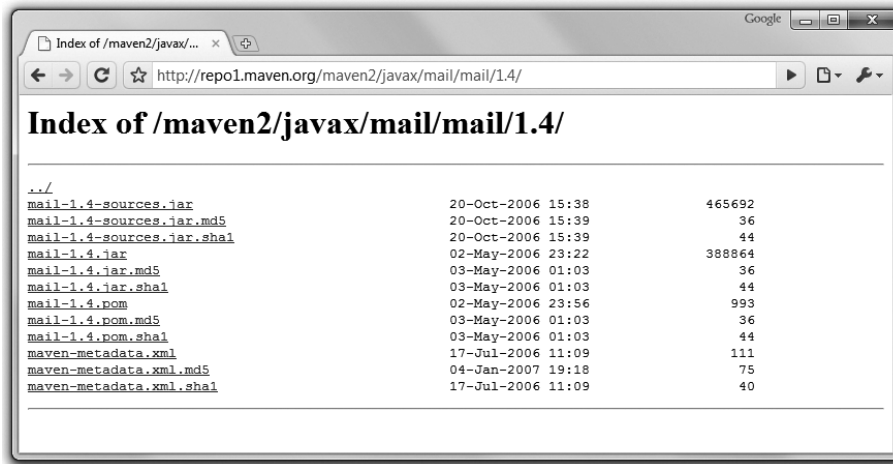 Google
Index of /maven2/javax/...
http://repo1.maven.org/maven2/javax/mail/mail/1.4/
Index of /maven2/javax/mail/mail/1.4/
../
mail-1.4-sources.jar 20-Oct-2006 15:38 465692
mail-1.4-sources.jar.md5 20-Oct-2006 15:39 36
mail-1.4-sources.jar.sha1 20-Oct-2006 15:39 44
mail-1.4.jar 02-May-2006 23:22 388864
mail-1.4.jar.md5 03-May-2006 01:03 36
mail-1.4.jar.sha1 03-May-2006 01:03 44
mail-1.4.pom 02-May-2006 23:56 993
mail-1.4.pom.md5 03-May-2006 01:03 36
mail-1.4.pom.sha1 03-May-2006 01:03 44
maven-metadata.xml 17-Jul-2006 11:09 111
maven-metadata.xml.md5 04-Jan-2007 19:18 75
maven-metadata.xml.sha1 17-Jul-2006 11:09 40